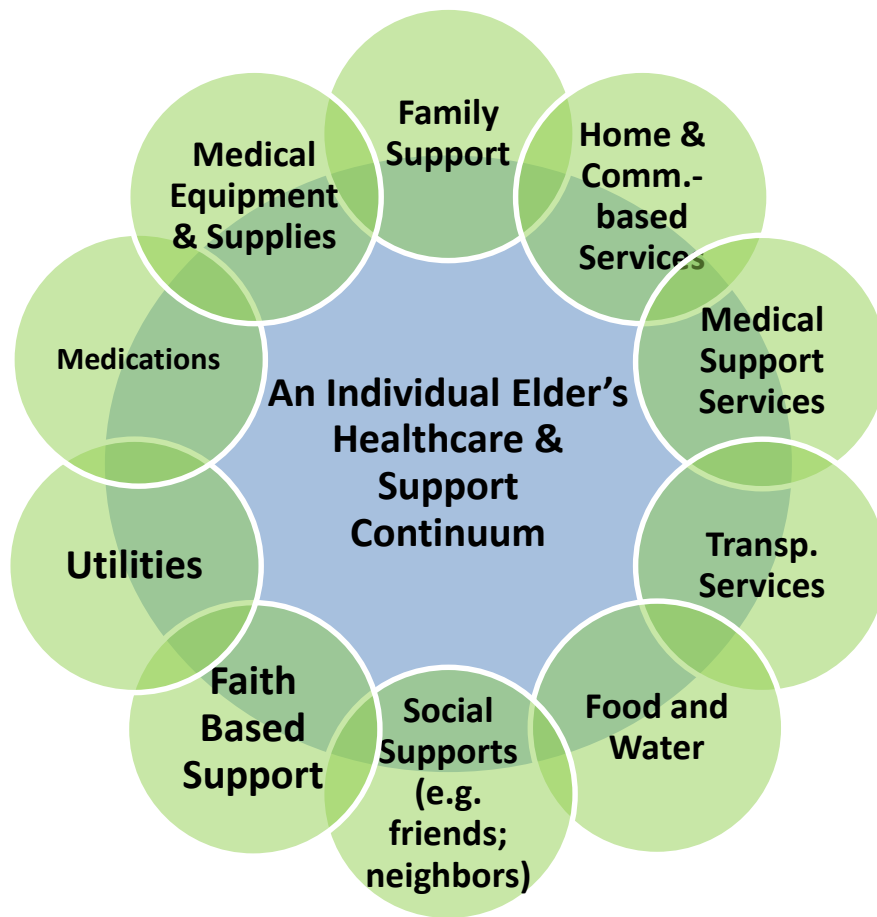 Family
Support
Home &
Comm.-
based
Services
Medical
Support
Services
Transp.
Services
Food and
Water
Social
Supports
(e.g.
friends;
neighbors)
Faith
Based
Support
Utilities
Medications
Medical
Equipment
& Supplies
An Individual Elder’s
Healthcare &
Support
Continuum